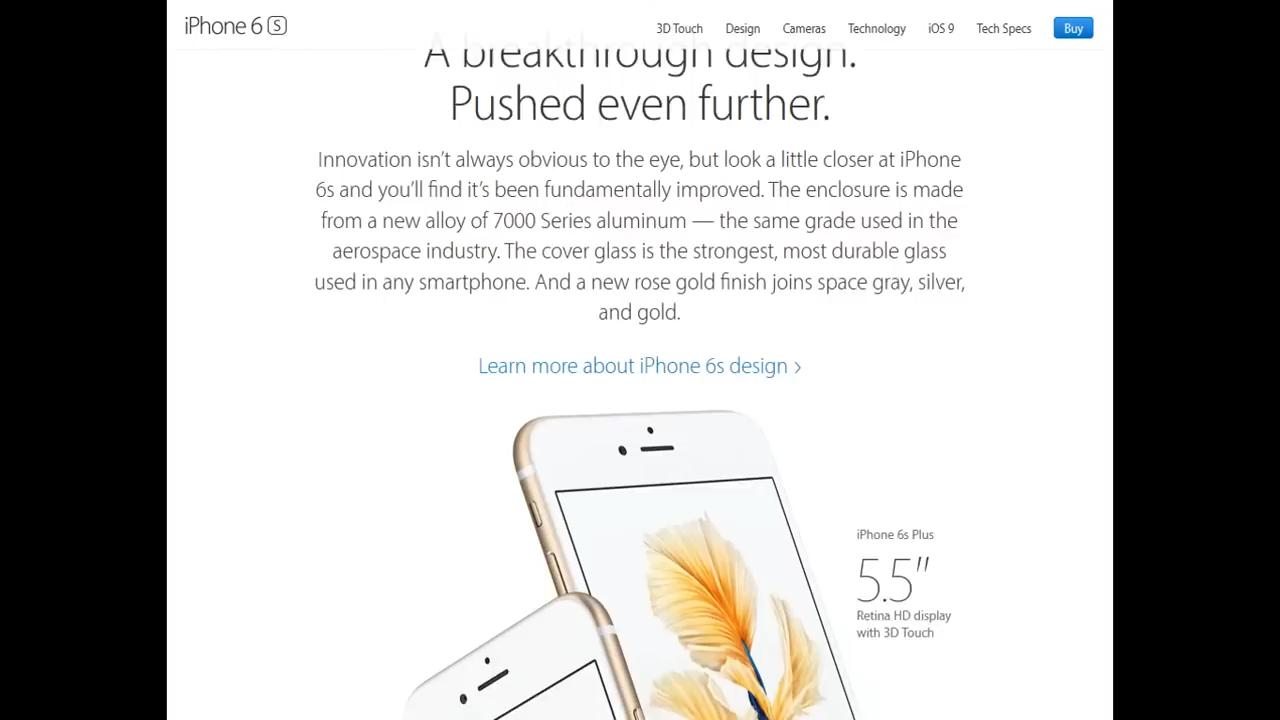 iPhone 6 S
3D Touch
Design
Cameras
Technology
iOS 9
Tech Specs
Buy
A breakthrough design.
Pushed even further.
Innovation isn't always obvious to the eye, but look a little closer at iPhone
6s and you'll find it's been fundamentally improved. The enclosure is made
from a new alloy of 7000 Series aluminum — the same grade used in the
aerospace industry. The cover glass is the strongest, most durable glass
used in any smartphone. And a new rose gold finish joins space gray, silver,
and gold.
Learn more about iPhone 6s design ›
iPhone 6s Plus
5.5"
Retina HD display
with 3D Touch